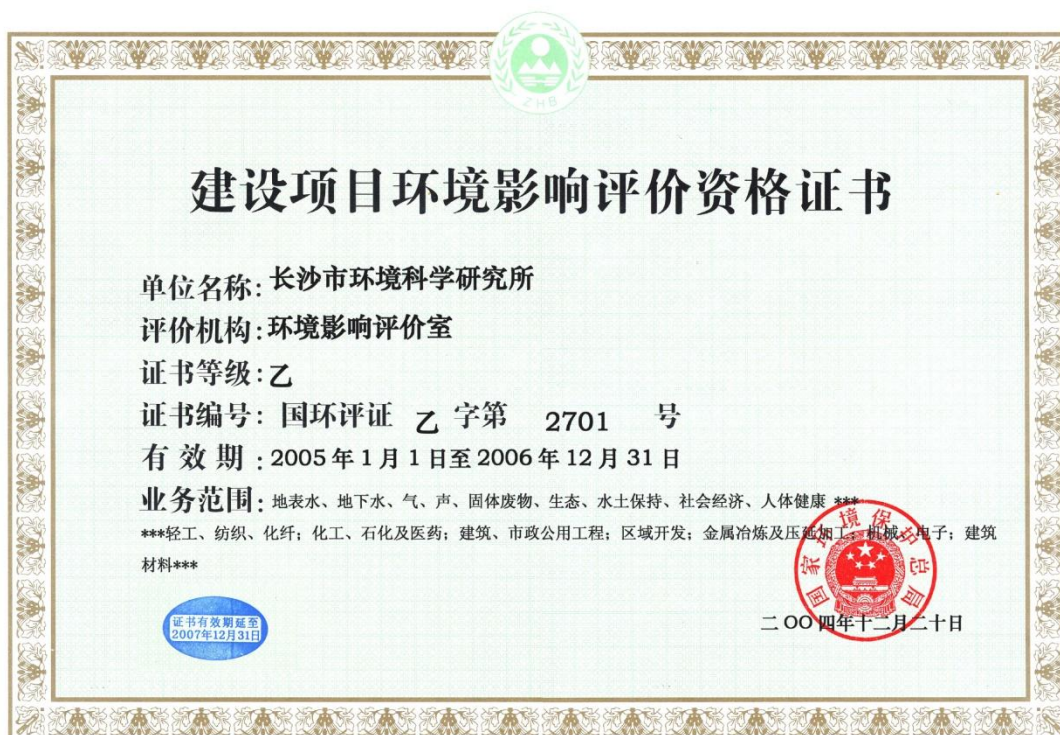 ZHB
建设项目环境影响评价资格证书
单位名称:长沙市环境科学研究所
评价机构:环境影响评价室
证书等级:乙
证书编号: 国环评证 乙 字第 2701 号
有 效 期 : 2005年1月1日至2006年12月31日
业务范围: 地表水、地下水、气、声、固体废物、生态、水土保持、社会经济、人体健康 ***
***轻工、纺织、化纤; 化工、石化及医药; 建筑、市政公用工程; 区域开发; 金属冶炼及压延加工; 机械、电子; 建筑
材料***
国家环境保护总局
证书有效期延至
2007年12月31日
二OO四年十二月二十日